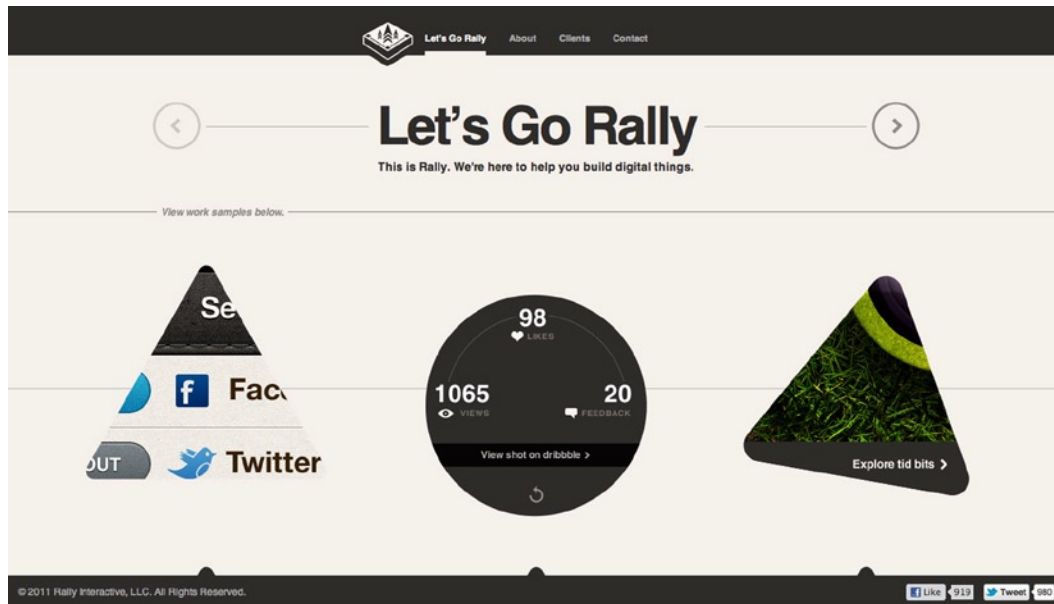 Let's Go Rally About Clients Contact
Let's Go Rally
This is Rally. We're here to help you build digital things.
View work samples below.
Se
f Fac
OUT Twitter
98
LIKES
1065 20
VIEWS FEEDBACK
View shot on dribbble >
Explore tid bits >
© 2011 Rally Interactive, LLC. All Rights Reserved.
f Like 919 Tweet 980